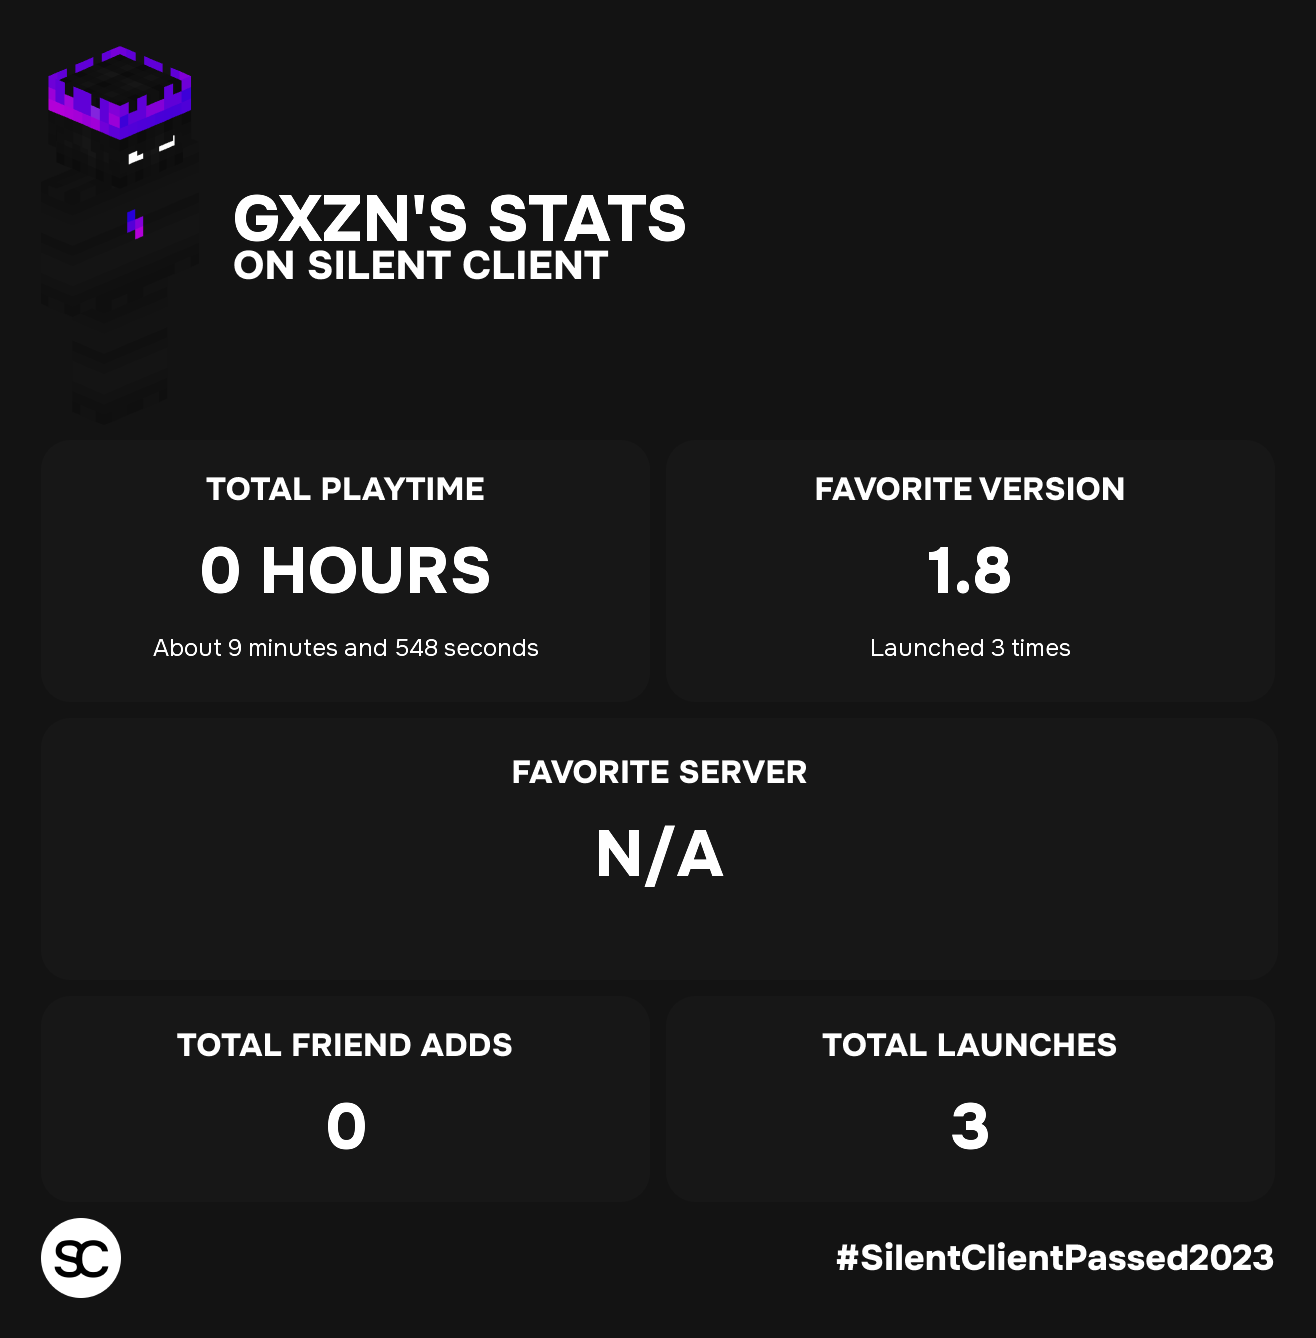 GXZN'S STATS
ON SILENT CLIENT
TOTAL PLAYTIME
0 HOURS
About 9 minutes and 548 seconds
FAVORITE VERSION
1.8
Launched 3 times
FAVORITE SERVER
N/A
TOTAL FRIEND ADDS
0
TOTAL LAUNCHES
3
SC
#SilentClientPassed2023